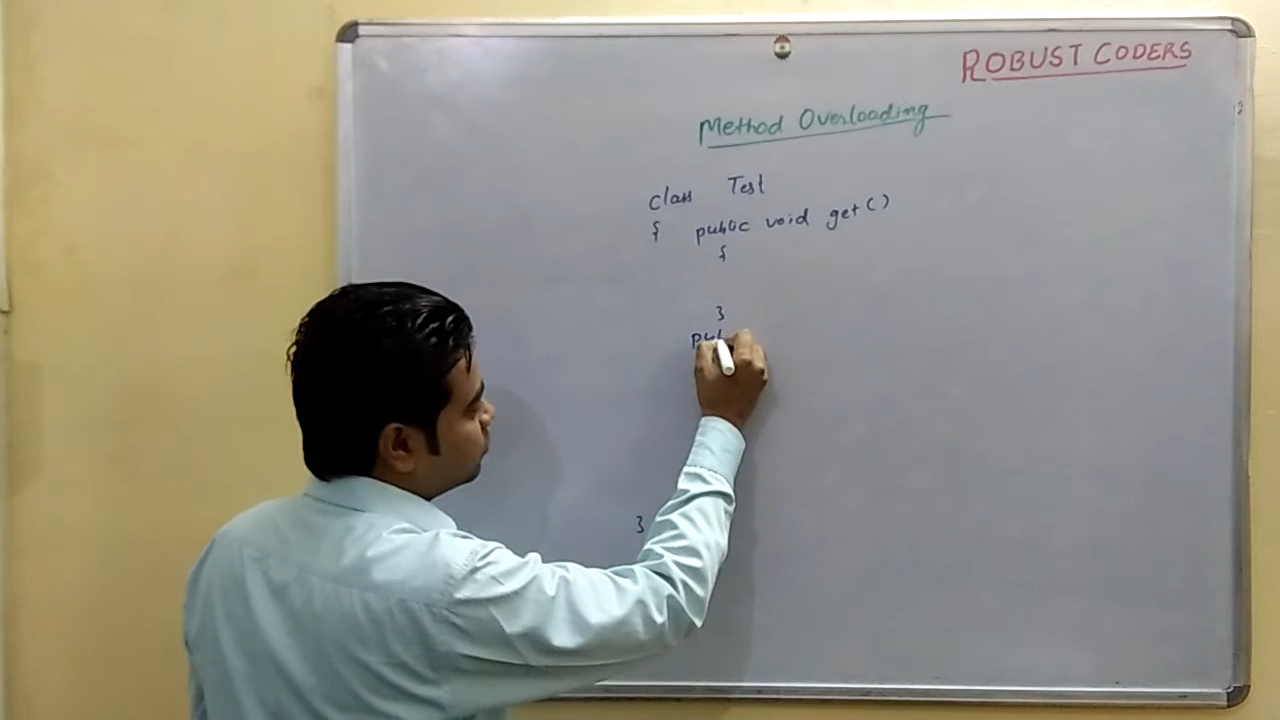 ROBUST CODERS
Method Overloading
class Test
{ public void get()
{
}
}